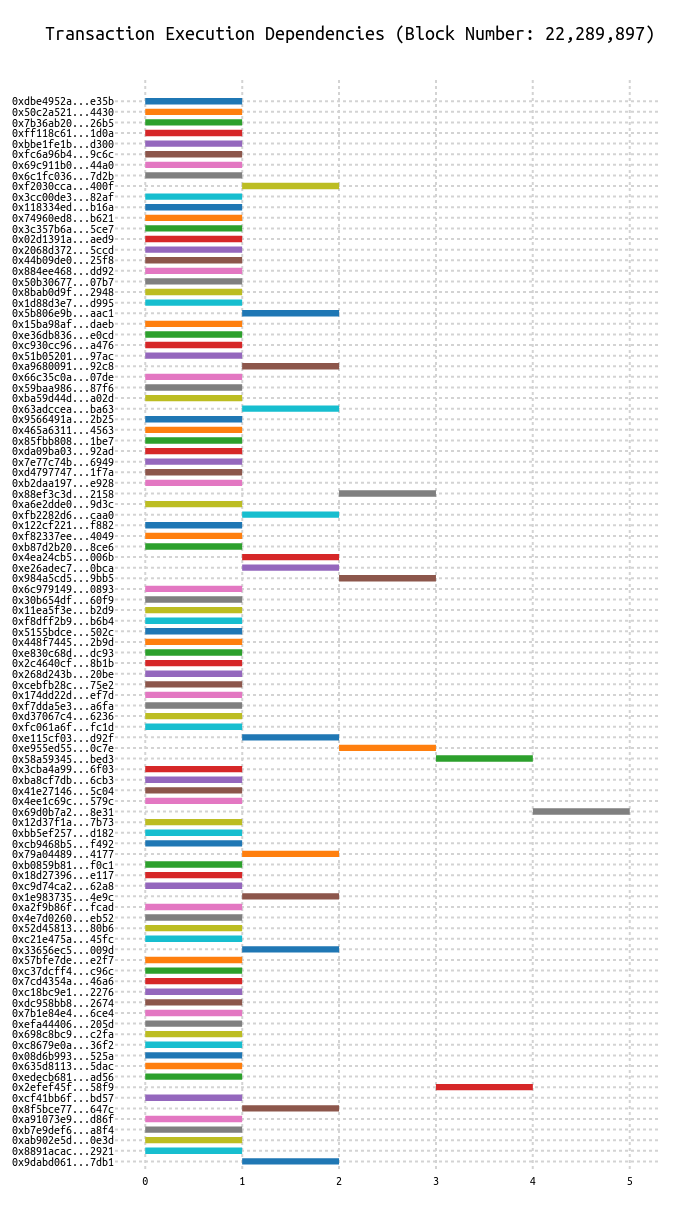 Transaction Execution Dependencies (Block Number: 22,289,897)
0xdbe4952a...e35b
0x50c2a521...4430
0x7b36ab20...26b5
0xff118c61...1d0a
0xbbe1fe1b...d300
0xfc6a96b4...9c6c
0x69c911b0...44a0
0x6c1fc036...7d2b
0xf2030cca...400f
0x3cc00de3...82af
0x118334ed...b16a
0x74960ed8...b621
0x3c357b6a...5ce7
0x02d1391a...aed9
0x2068d372...5ccd
0x44b09de0...25f8
0x884ee468...dd92
0x50b30677...07b7
0x8bab0d9f...2948
0x1d88d3e7...d995
0x5b806e9b...aac1
0x15ba98af...daeb
0xe36db836...e0cd
0xc930cc96...a476
0x51b05201...97ac
0xa9680091...92c8
0x66c35c0a...07de
0x59baa986...87f6
0xba59d44d...a02d
0x63adccea...ba63
0x9566491a...2b25
0x465a6311...4563
0x85fbb808...1be7
0xda09ba03...92ad
0x7e77c74b...6949
0xd4797747...1f7a
0xb2daa197...e928
0x88ef3c3d...2158
0xa6e2dde0...9d3c
0xfb2282d6...caa0
0x122cf221...f882
0xf82337ee...4049
0xb87d2b20...8ce6
0x4ea24cb5...006b
0xe26adec7...0bca
0x984a5cd5...9bb5
0x6c979149...0893
0x30b654df...60f9
0x11ea5f3e...b2d9
0xf8dff2b9...b6b4
0x5155bdce...502c
0x448f7445...2b9d
0xe830c68d...dc93
0x2c4640cf...8b1b
0x268d243b...20be
0xcebfb28c...75e2
0x174dd22d...ef7d
0xf7dda5e3...a6fa
0xd37067c4...6236
0xfc061a6f...fc1d
0xe115cf03...d92f
0xe955ed55...0c7e
0x58a59345...bed3
0x3cba4a99...6f03
0xba8cf7db...6cb3
0x41e27146...5c04
0x4ee1c69c...579c
0x69d0b7a2...8e31
0x12d37f1a...7b73
0xbb5ef257...d182
0xcb9468b5...f492
0x79a04489...4177
0xb0859b81...f0c1
0x18d27396...e117
0xc9d74ca2...62a8
0x1e983735...4e9c
0xa2f9b86f...fcad
0x4e7d0260...eb52
0x52d45813...80b6
0xc21e475a...45fc
0x33656ec5...009d
0x57bfe7de...e2f7
0xc37dcff4...c96c
0x7cd4354a...46a6
0xc18bc9e1...2276
0xdc958bb8...2674
0x7b1e84e4...6ce4
0xefa44406...205d
0x698c8bc9...c2fa
0xc8679e0a...36f2
0x08d6b993...525a
0x635d8113...5dac
0xedecb681...ad56
0x2efef45f...58f9
0xcf41bb6f...bd57
0x8f5bce77...647c
0xa91073e9...d86f
0xb7e9def6...a8f4
0xab902e5d...0e3d
0x8891acac...2921
0x9dabd061...7db1
0 1 2 3 4 5